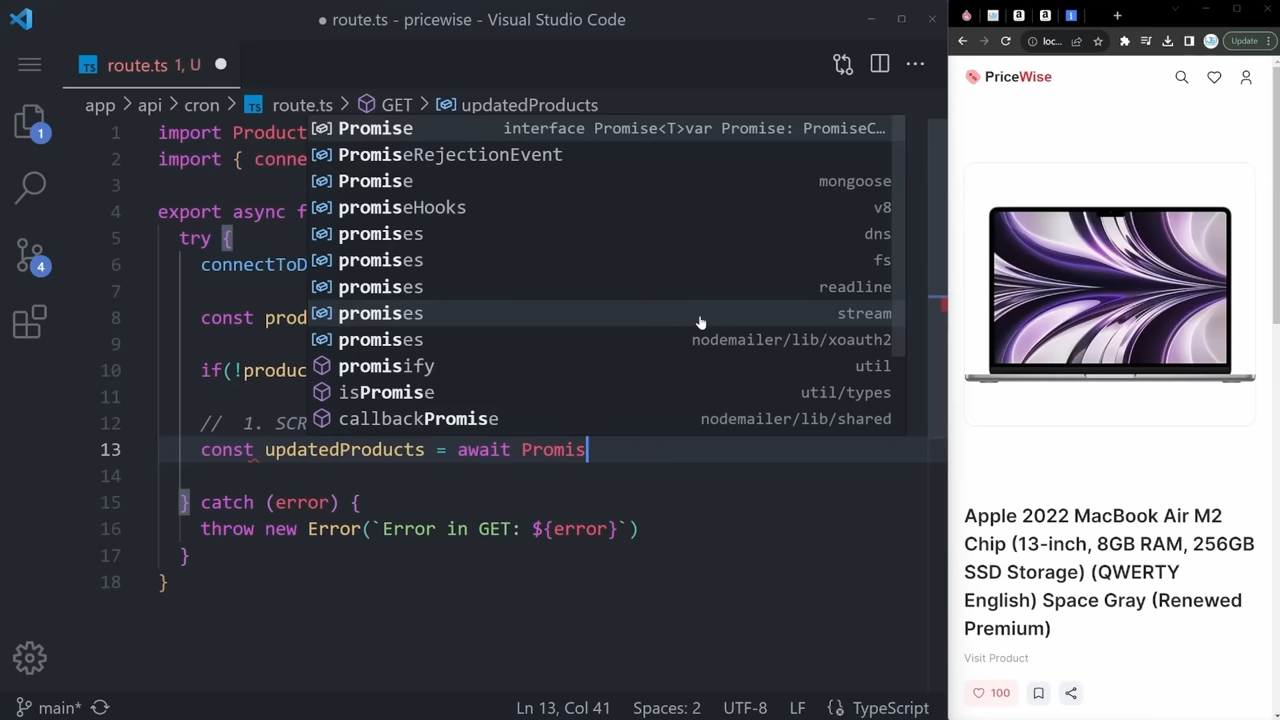 route.ts - pricewise - Visual Studio Code
route.ts 1, U
app > api > cron > TS route.ts > GET > updatedProducts
1 import Product
2 import { conne
3
4 export async f
5 try {
6 connectToD
7
8 const prod
9
10 if(!produc
11
12 // 1. SCR
13 const updatedProducts = await Promis
14
15 } catch (error) {
16 throw new Error(`Error in GET: ${error}`)
17 }
18 }
Promise interface Promise<T>var Promise: PromiseC…
PromiseRejectionEvent
Promise mongoose
promiseHooks v8
promises dns
promises fs
promises readline
promises stream
promises nodemailer/lib/xoauth2
promisify util
isPromise util/types
callbackPromise nodemailer/lib/shared
1
4
main*
Ln 13, Col 41
Spaces: 2
UTF-8
LF
TypeScript
loc...
Update
PriceWise
Apple 2022 MacBook Air M2
Chip (13-inch, 8GB RAM, 256GB
SSD Storage) (QWERTY
English) Space Gray (Renewed
Premium)
Visit Product
100